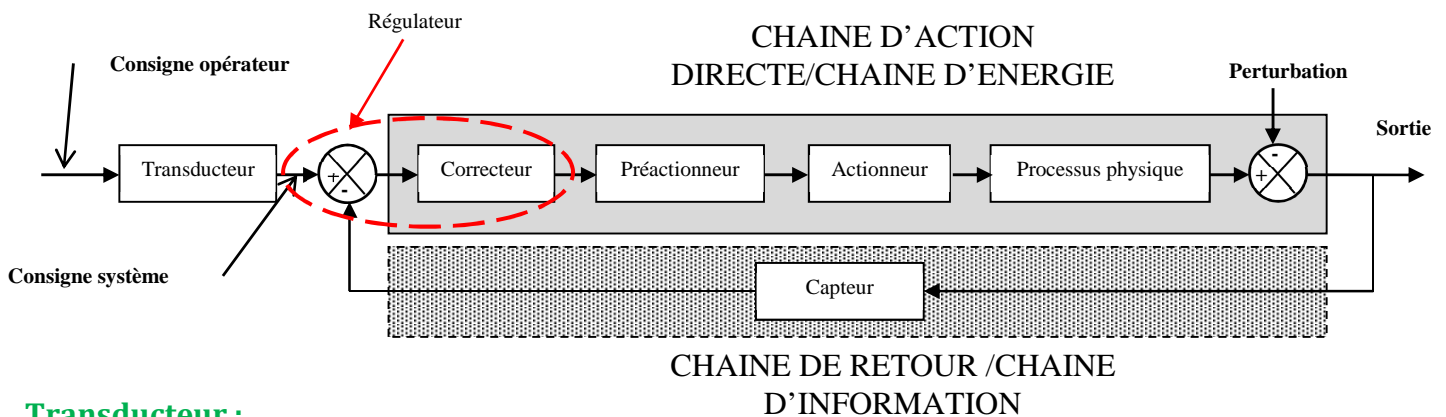 Régulateur
CHAINE D’ACTION
DIRECTE/CHAINE D’ENERGIE
Consigne opérateur
Perturbation
Sortie
Transducteur
+
-
Correcteur
Préactionneur
Actionneur
Processus physique
-
+
Consigne système
Capteur
CHAINE DE RETOUR /CHAINE
D’INFORMATION
Transducteur :